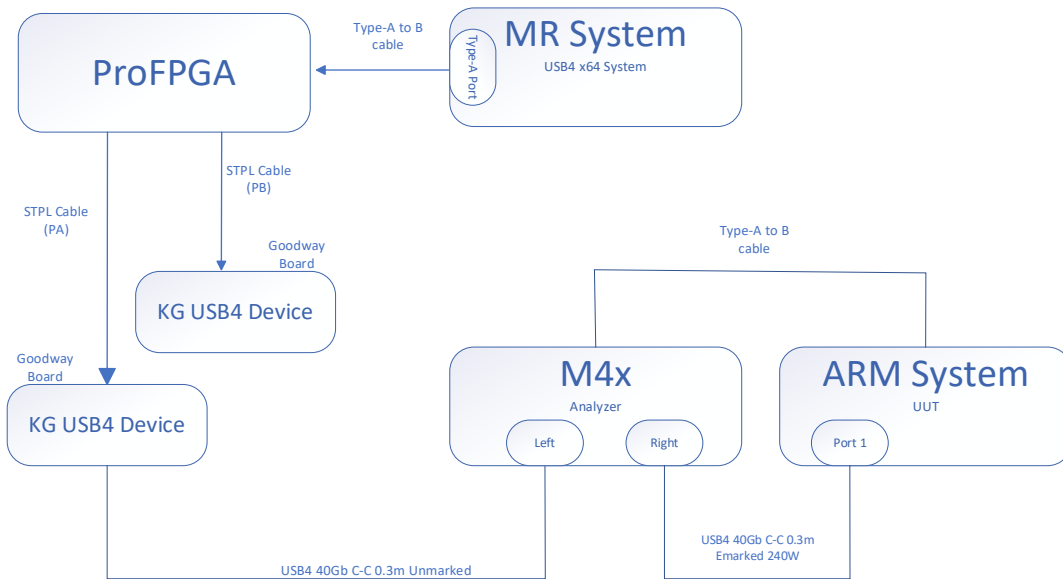 Type-A to B
cable
MR System
USB4 x64 System
Type-A Port
ProFPGA
STPL Cable
(PB)
STPL Cable
(PA)
Goodway
Board
KG USB4 Device
Goodway
Board
KG USB4 Device
Type-A to B
cable
M4x
Analyzer
Left
Right
ARM System
UUT
Port 1
USB4 40Gb C-C 0.3m Unmarked
USB4 40Gb C-C 0.3m
Emarked 240W